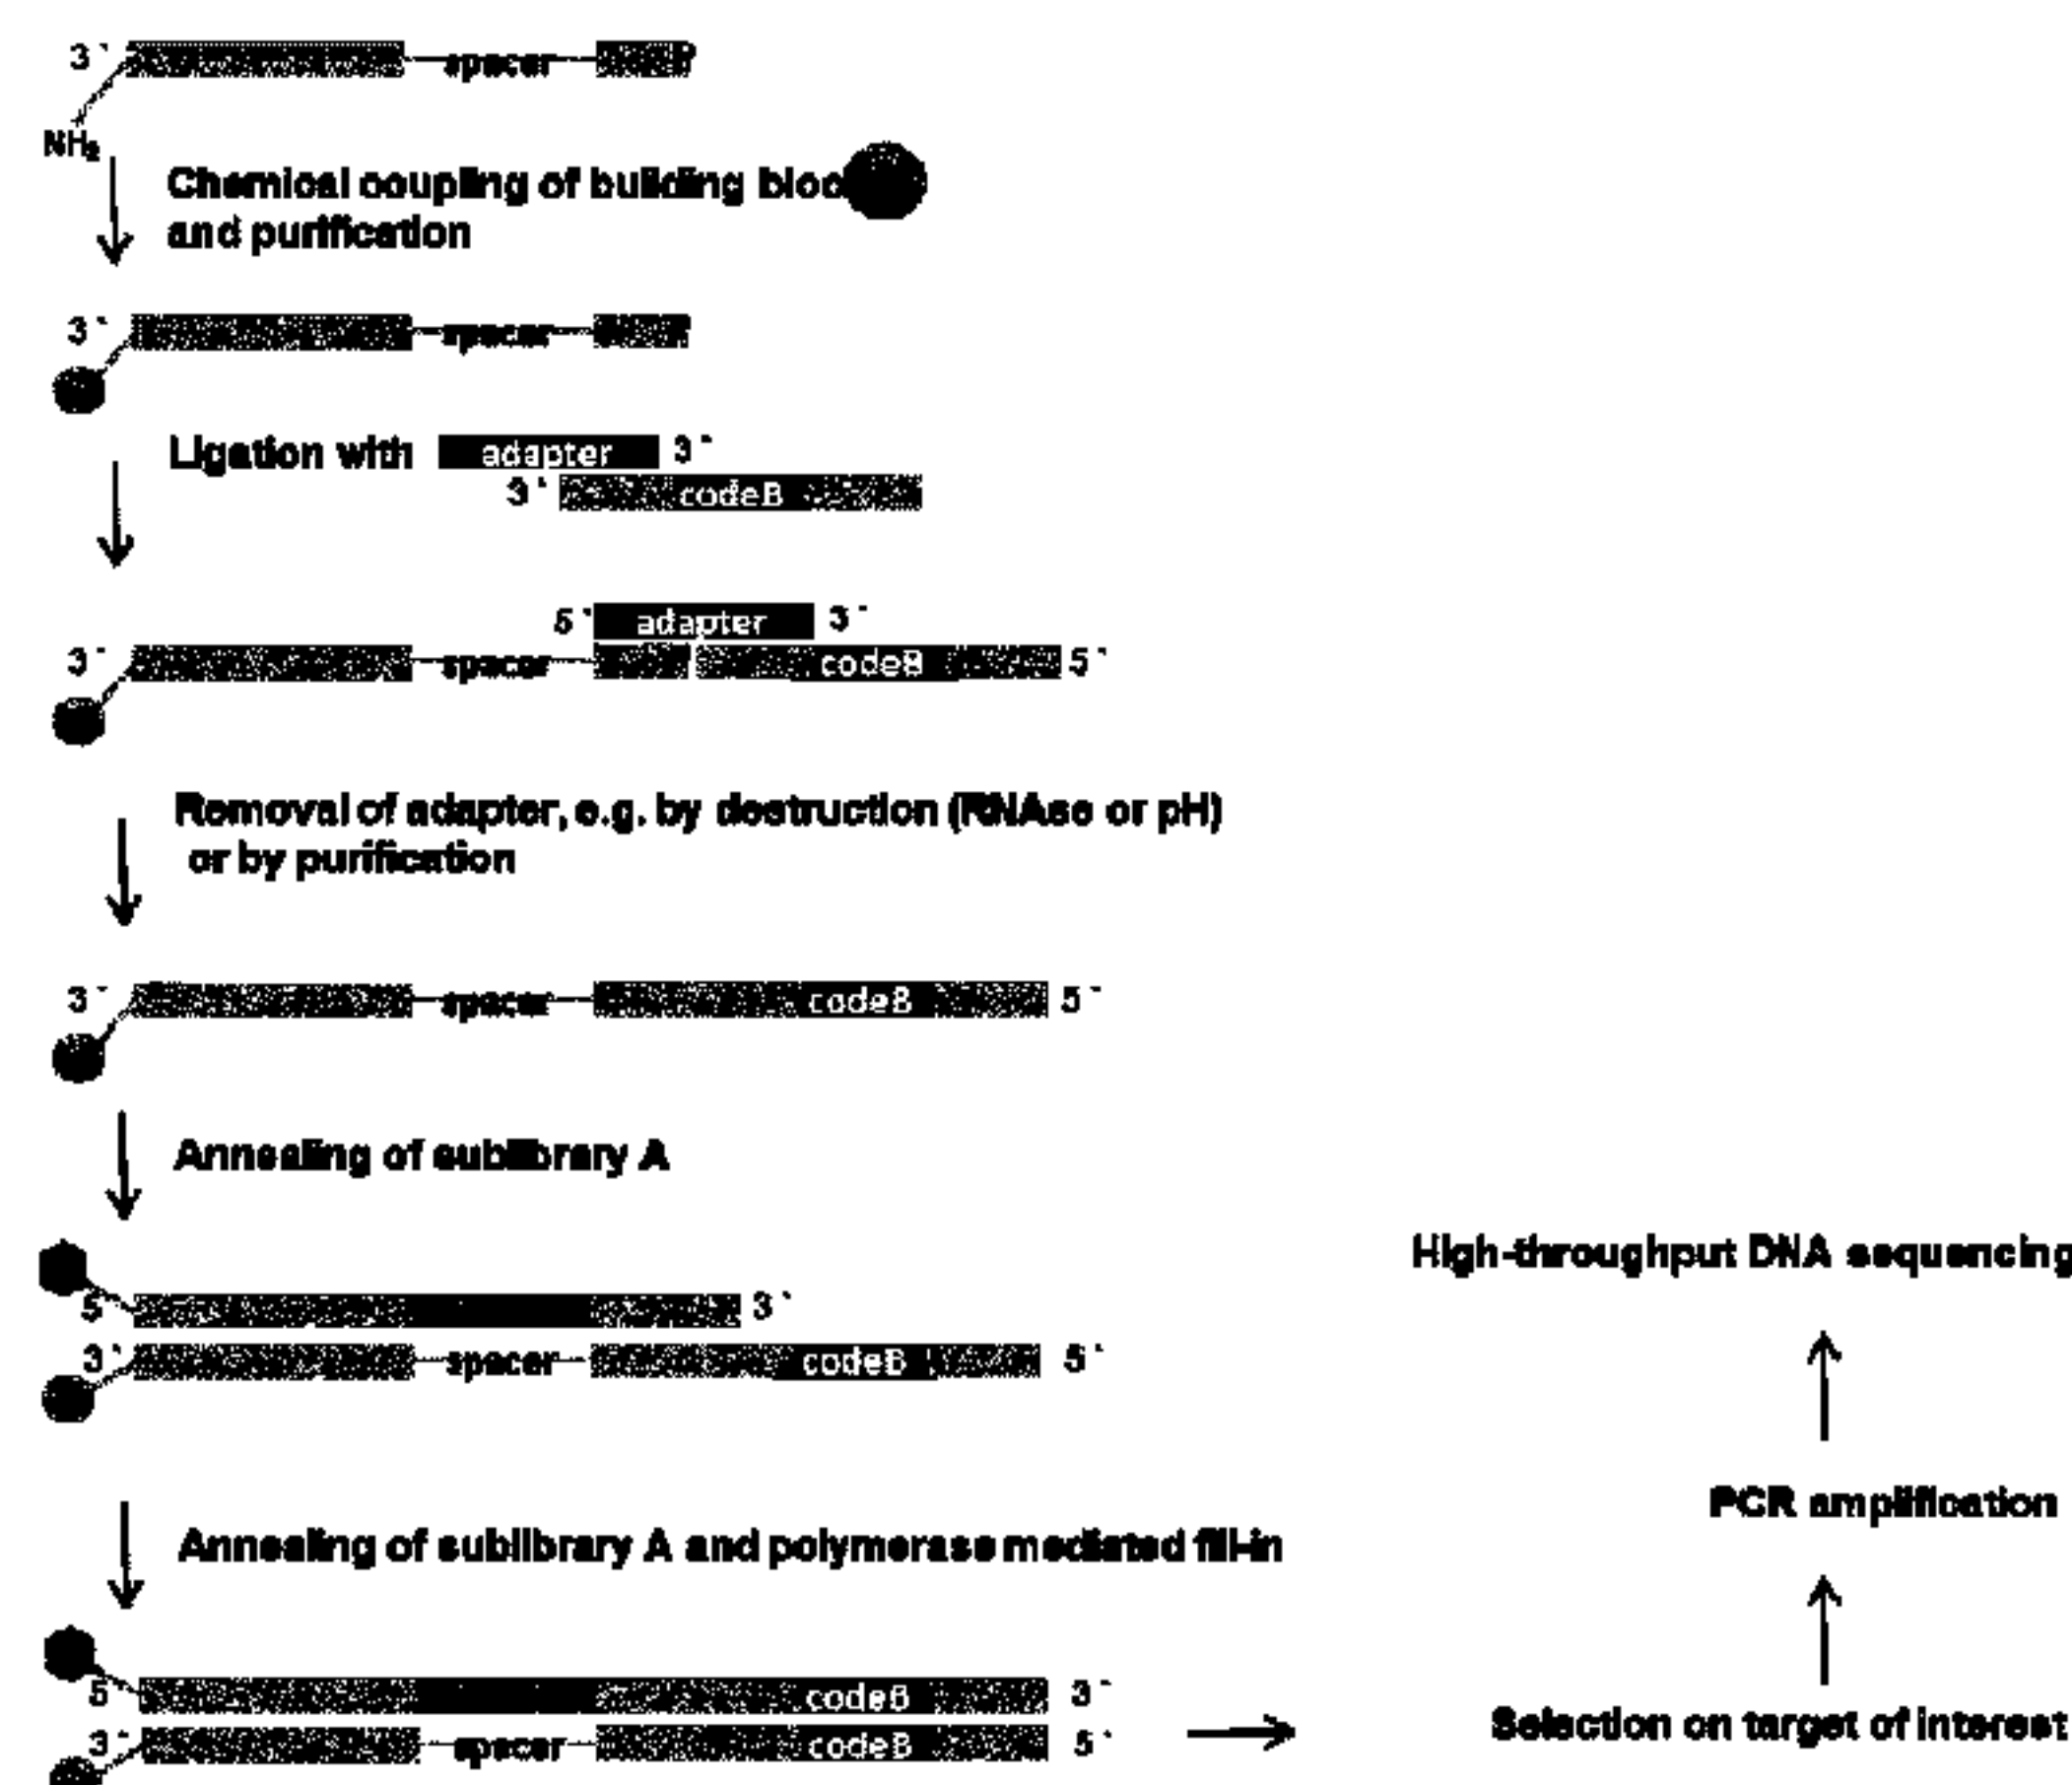 3` spacer P
NH2
Chemical coupling of building bloc
and purification
3` spacer P
Ligation with adapter 3`
3` codeB
5` adapter 3`
3` spacer codeB 5`
Removal of adapter, e.g. by destruction (RNAse or pH)
or by purification
3` spacer codeB 5`
Annealing of sublibrary A
5` 3`
3` spacer codeB 5`
High-throughput DNA sequencing
PCR amplification
Annealing of sublibrary A and polymerase mediated fill-in
5` codeB 3`
3` spacer codeB 5`
Selection on target of interest